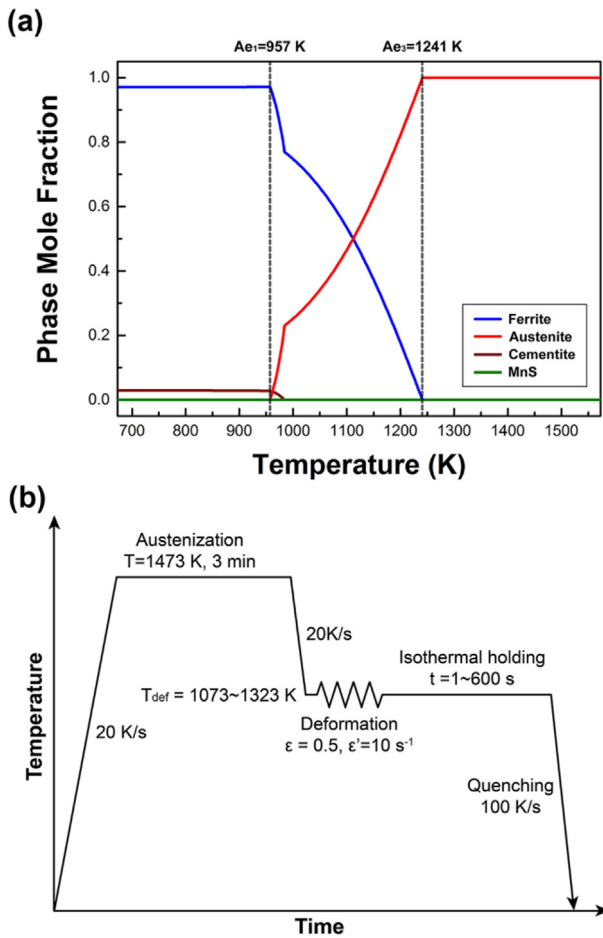 (a)
Ae₁=957 K
Ae₃=1241 K
1.0
0.8
0.6
0.4
0.2
0.0
Phase Mole Fraction
Ferrite
Austenite
Cementite
MnS
700 800 900 1000 1100 1200 1300 1400 1500
Temperature (K)
(b)
Austenization
T=1473 K, 3 min
20K/s
Isothermal holding
t =1~600 s
T_def = 1073~1323 K
20 K/s
Deformation
ε = 0.5, ε'=10 s⁻¹
Quenching
100 K/s
Temperature
Time